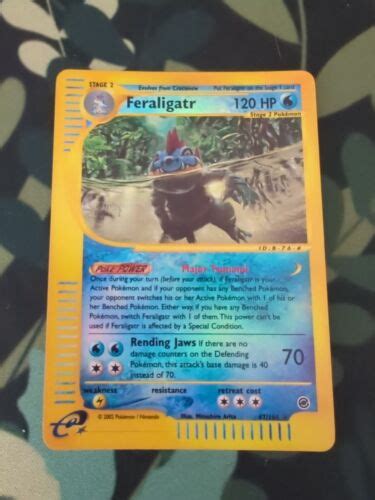 STAGE 2 Evolves from Croconaw Put Feraligatr on the Stage 1 card
Feraligatr 120 HP
Stage 2 Pokémon
POKé-POWER Major Tsunami
Once during your turn (before your attack), if Feraligatr is your
Active Pokémon and if your opponent has any Benched Pokémon,
your opponent switches his or her Active Pokémon with 1 of his or
her Benched Pokémon. Then, if you have any Benched
Pokémon, switch Feraligatr with 1 of them. This power can't be
used if Feraligatr is affected by a Special Condition.
Rending Jaws If there are no
damage counters on the Defending
Pokémon, this attack's base damage is 40
instead of 70.
70
weakness resistance retreat cost
e
© 2002 Pokémon / Nintendo Illus. Mitsuhiro Arita